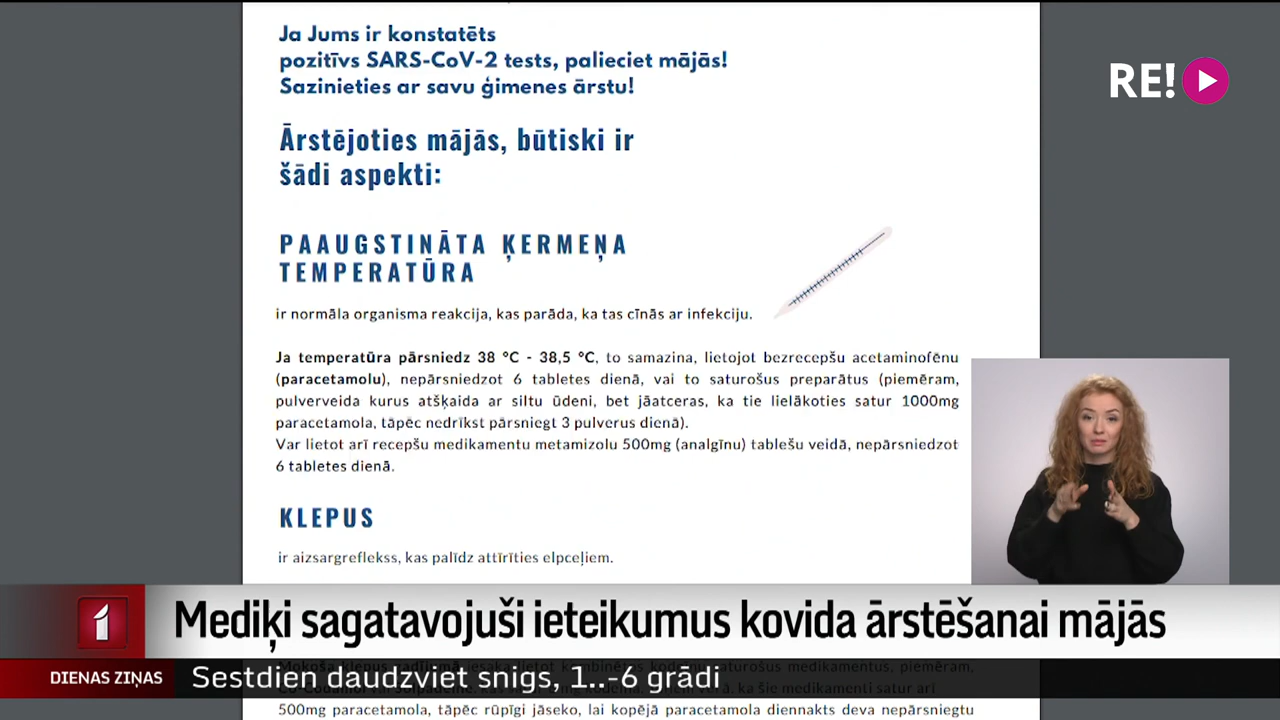 Ja Jums ir konstatēts
pozitīvs SARS-CoV-2 tests, palieciet mājās!
Sazinieties ar savu ģimenes ārstu!
RE!
Ārstējoties mājās, būtiski ir
šādi aspekti:
PAAUGSTINĀTA ĶERMEŅA
TEMPERATŪRA
ir normāla organisma reakcija, kas parāda, ka tas cīnās ar infekciju.
Ja temperatūra pārsniedz 38 °C - 38,5 °C, to samazina, lietojot bezrecepšu acetaminofēnu
(paracetamolu), nepārsniedzot 6 tabletes dienā, vai to saturošus preparātus (piemēram,
pulverveida kurus atšķaida ar siltu ūdeni, bet jāatceras, ka tie lielākoties satur 1000mg
paracetamola, tāpēc nedrīkst pārsniegt 3 pulverus dienā).
Var lietot arī recepšu medikamentu metamizolu 500mg (analgīnu) tablešu veidā, nepārsniedzot
6 tabletes dienā.
KLEPUS
ir aizsargreflekss, kas palīdz attīrīties elpceļiem.
1
Mediķi sagatavojuši ieteikumus kovida ārstēšanai mājās
DIENAS ZIŅAS
Sestdien daudzviet snigs, 1..-6 grādi
500mg paracetamola, tāpēc rūpīgi jāseko, lai kopējā paracetamola diennakts deva nepārsniegtu